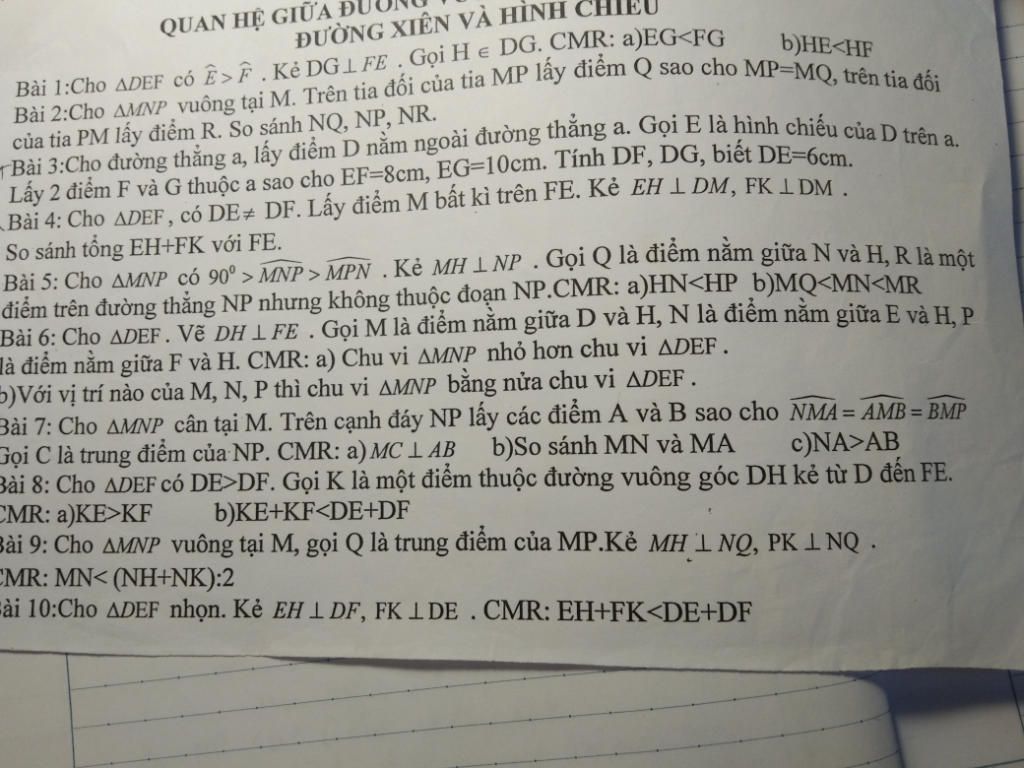 QUAN HỆ GIỮA ĐƯỜNG
ĐƯỜNG XIÊN VÀ HÌNH CHIẾU
Bài 1:Cho ΔDEF có Ê > F̂ . Kẻ DG⊥FE . Gọi H ∈ DG. CMR: a)EG<FG b)HE<HF
Bài 2:Cho ΔMNP vuông tại M. Trên tia đối của tia MP lấy điểm Q sao cho MP=MQ, trên tia đối
của tia PM lấy điểm R. So sánh NQ, NP, NR.
Bài 3:Cho đường thẳng a, lấy điểm D nằm ngoài đường thẳng a. Gọi E là hình chiếu của D trên a.
Lấy 2 điểm F và G thuộc a sao cho EF=8cm, EG=10cm. Tính DF, DG, biết DE=6cm.
Bài 4: Cho ΔDEF, có DE≠ DF. Lấy điểm M bất kì trên FE. Kẻ EH ⊥ DM, FK ⊥DM .
So sánh tổng EH+FK với FE.
Bài 5: Cho ΔMNP có 90⁰ > MNP > MPN . Kẻ MH ⊥ NP . Gọi Q là điểm nằm giữa N và H, R là một
điểm trên đường thẳng NP nhưng không thuộc đoạn NP.CMR: a)HN<HP b)MQ<MN<MR
Bài 6: Cho ΔDEF . Vẽ DH ⊥ FE . Gọi M là điểm nằm giữa D và H, N là điểm nằm giữa E và H, P
là điểm nằm giữa F và H. CMR: a) Chu vi ΔMNP nhỏ hơn chu vi ΔDEF .
b)Với vị trí nào của M, N, P thì chu vi ΔMNP bằng nửa chu vi ΔDEF .
Bài 7: Cho ΔMNP cân tại M. Trên cạnh đáy NP lấy các điểm A và B sao cho NMA = AMB = BMP
Gọi C là trung điểm của NP. CMR: a) MC ⊥ AB b)So sánh MN và MA c)NA>AB
Bài 8: Cho ΔDEF có DE>DF. Gọi K là một điểm thuộc đường vuông góc DH kẻ từ D đến FE.
CMR: a)KE>KF b)KE+KF<DE+DF
Bài 9: Cho ΔMNP vuông tại M, gọi Q là trung điểm của MP.Kẻ MH ⊥ NQ, PK ⊥ NQ .
CMR: MN< (NH+NK):2
Bài 10:Cho ΔDEF nhọn. Kẻ EH ⊥ DF, FK ⊥ DE . CMR: EH+FK<DE+DF